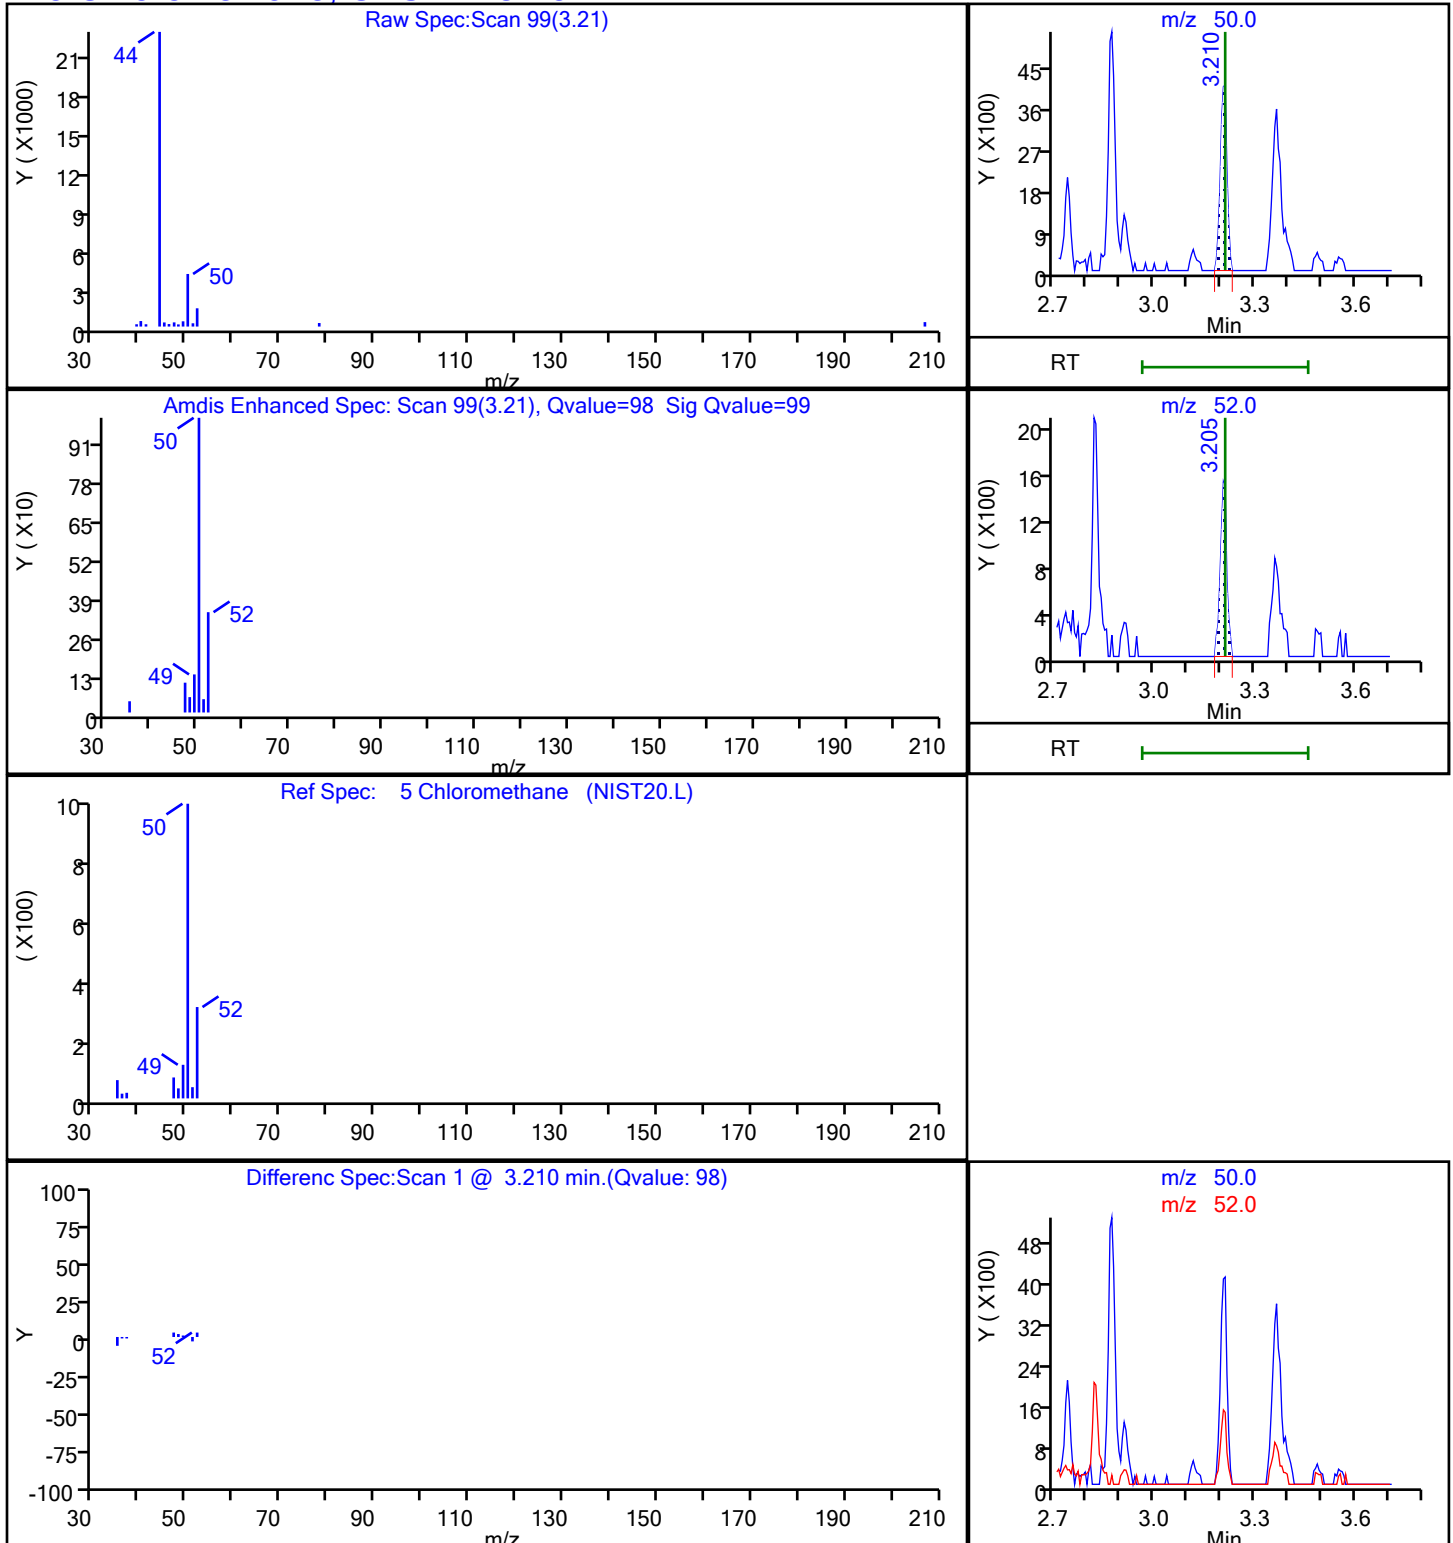 Raw Spec:Scan 99(3.21)
Y ( X1000)
21
18
15
12
9
6
3
0
44
50
30 50 70 90 110 130 150 170 190 210
m/z
m/z 50.0
Y ( X100)
45
36
27
18
9
0
3.210
2.7 3.0 3.3 3.6
Min
RT
Amdis Enhanced Spec: Scan 99(3.21), Qvalue=98 Sig Qvalue=99
Y ( X10)
91
78
65
52
39
26
13
0
50
52
49
30 50 70 90 110 130 150 170 190 210
m/z
m/z 52.0
Y ( X100)
20
16
12
8
4
0
3.205
2.7 3.0 3.3 3.6
Min
RT
Ref Spec: 5 Chloromethane (NIST20.L)
( X100)
10
8
6
4
2
0
50
52
49
30 50 70 90 110 130 150 170 190 210
Differenc Spec:Scan 1 @ 3.210 min.(Qvalue: 98)
Y
100
75
50
25
0
-25
-50
-75
-100
52
30 50 70 90 110 130 150 170 190 210
m/z
m/z 50.0
m/z 52.0
Y ( X100)
48
40
32
24
16
8
0
2.7 3.0 3.3 3.6
Min